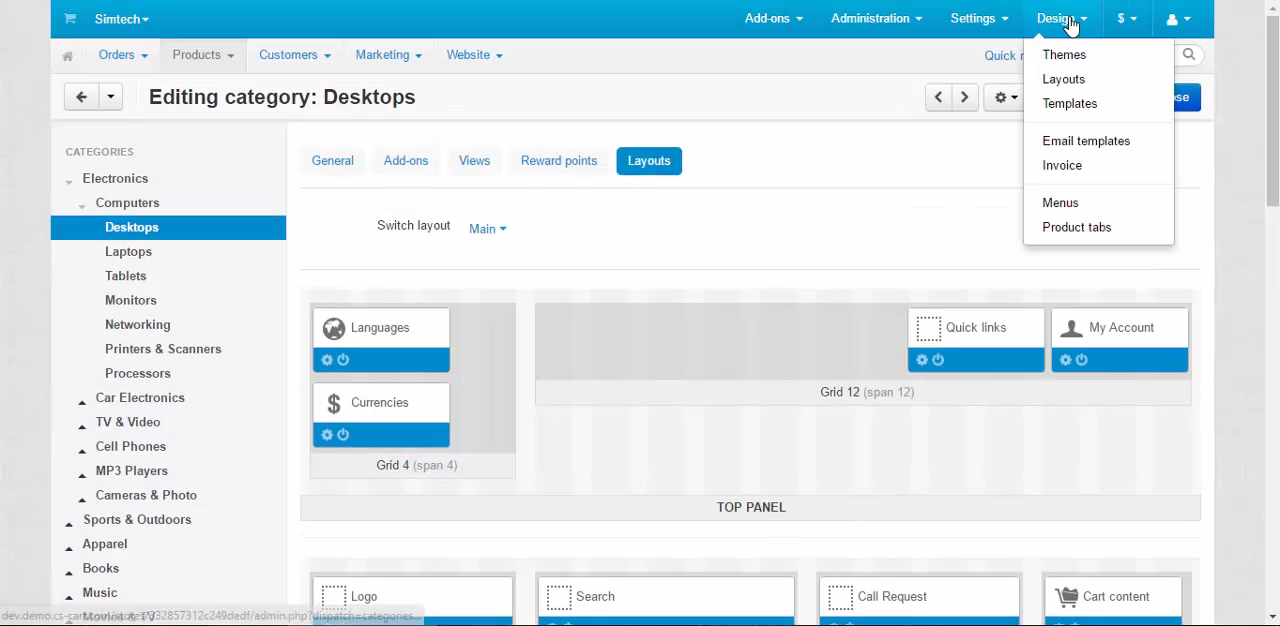 Simtech
Add-ons
Administration
Settings
Design
$
Orders
Products
Customers
Marketing
Website
Quick
Themes
Layouts
Templates
Email templates
Invoice
Menus
Product tabs
Editing category: Desktops
CATEGORIES
Electronics
Computers
Desktops
Laptops
Tablets
Monitors
Networking
Printers & Scanners
Processors
Car Electronics
TV & Video
Cell Phones
MP3 Players
Cameras & Photo
Sports & Outdoors
Apparel
Books
Music
General
Add-ons
Views
Reward points
Layouts
Switch layout
Main
Languages
$ Currencies
Grid 4 (span 4)
Quick links
My Account
Grid 12 (span 12)
TOP PANEL
Logo
Search
Call Request
Cart content